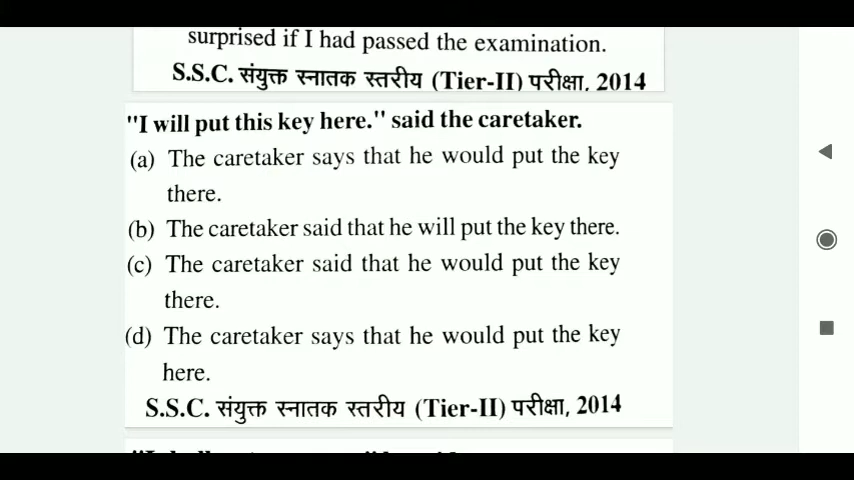 surprised if I had passed the examination.
S.S.C. संयुक्त स्नातक स्तरीय (Tier-II) परीक्षा, 2014
"I will put this key here." said the caretaker.
(a) The caretaker says that he would put the key
there.
(b) The caretaker said that he will put the key there.
(c) The caretaker said that he would put the key
there.
(d) The caretaker says that he would put the key
here.
S.S.C. संयुक्त स्नातक स्तरीय (Tier-II) परीक्षा, 2014